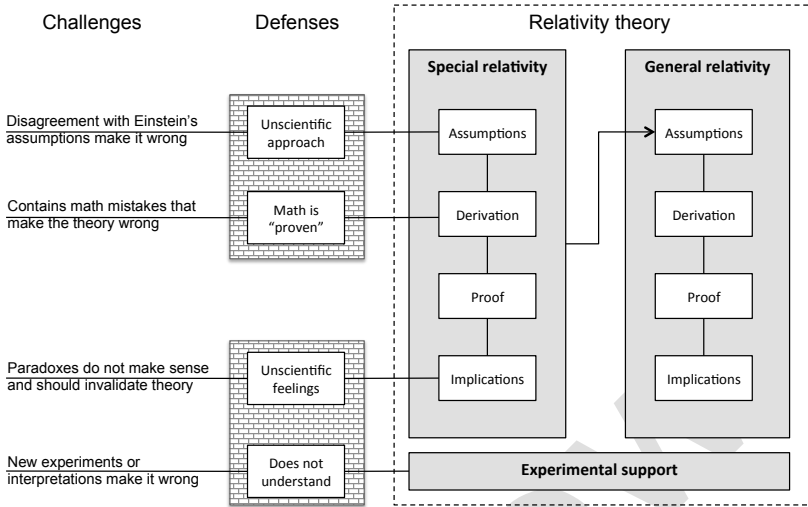 Challenges
Defenses
Relativity theory
Special relativity
General relativity
Disagreement with Einstein's
assumptions make it wrong
Unscientific
approach
Assumptions
Assumptions
Contains math mistakes that
make the theory wrong
Math is
“proven”
Derivation
Derivation
Proof
Proof
Paradoxes do not make sense
and should invalidate theory
Unscientific
feelings
Implications
Implications
New experiments or
interpretations make it wrong
Does not
understand
Experimental support